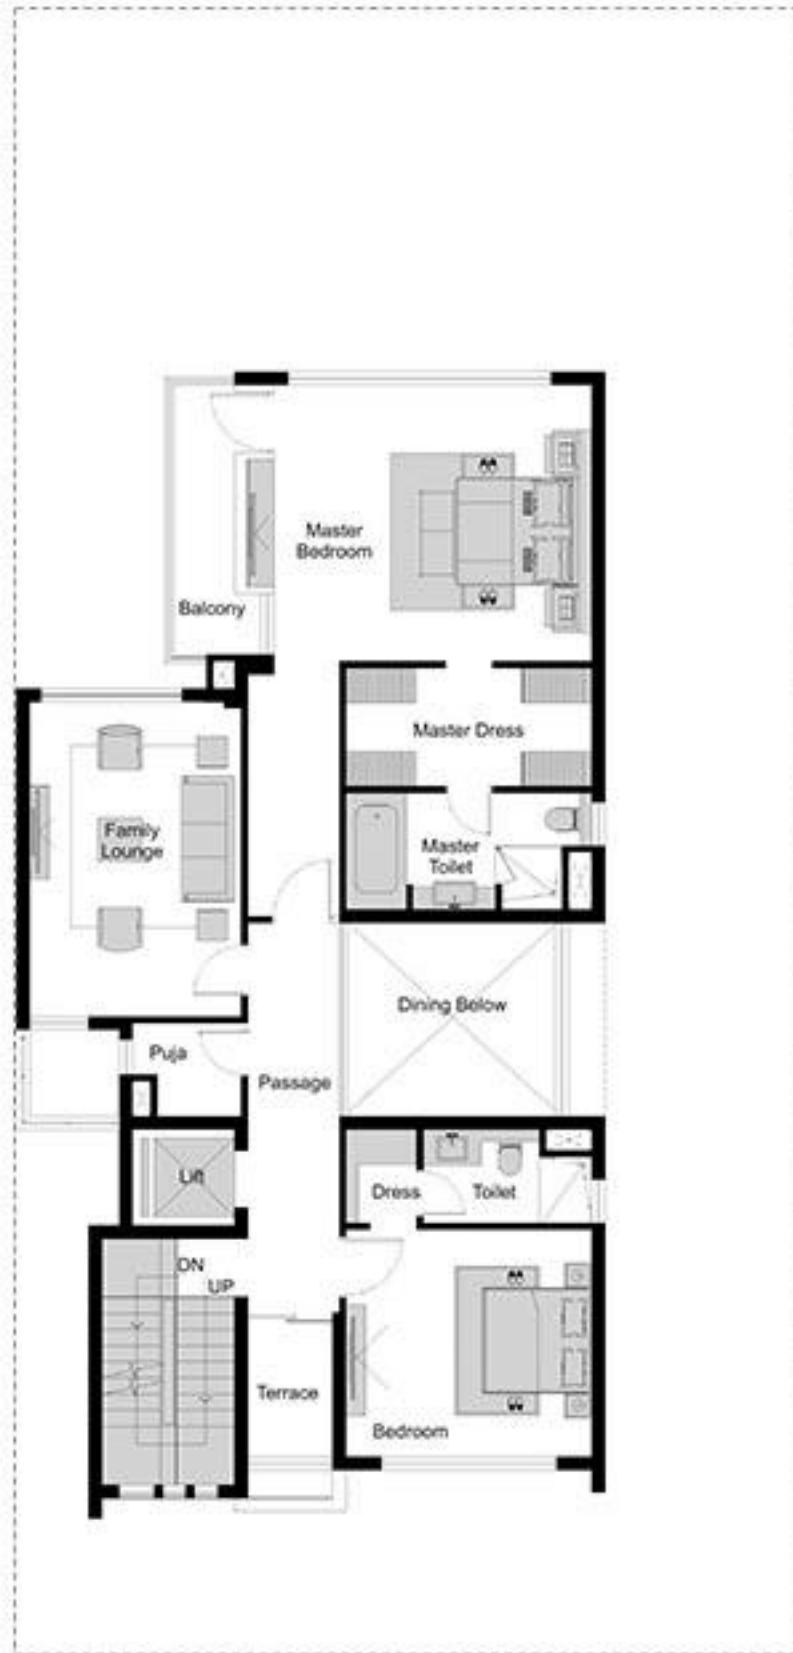 Master
Bedroom
Balcony
Master Dress
Family
Lounge
Master
Toilet
Dining Below
Puja
Passage
Lift
Dress
Toilet
DN
UP
Terrace
Bedroom